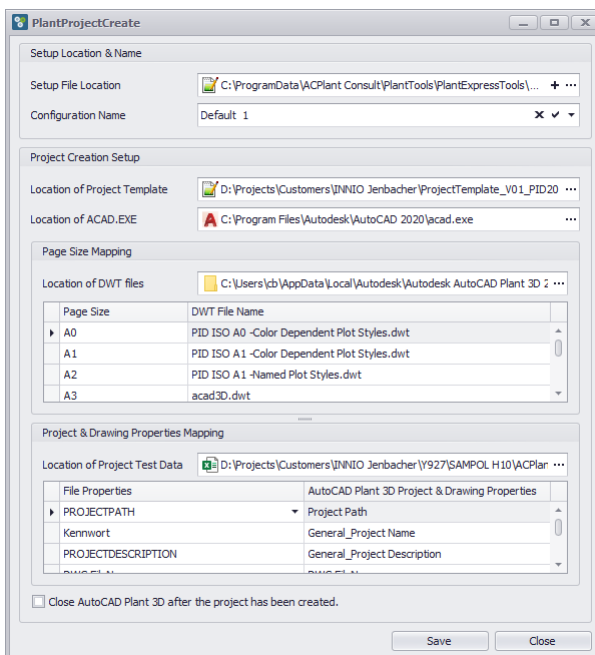 PlantProjectCreate
Setup Location & Name
Setup File Location C:\ProgramData\ACPlant Consult\PlantTools\PlantExpressTools\...
Configuration Name Default 1
Project Creation Setup
Location of Project Template D:\Projects\Customers\INNIO Jenbacher\ProjectTemplate_V01_PID20
Location of ACAD.EXE C:\Program Files\Autodesk\AutoCAD 2020\acad.exe
Page Size Mapping
Location of DWT files C:\Users\cb\AppData\Local\Autodesk\Autodesk AutoCAD Plant 3D 2
Page Size DWT File Name
A0 PID ISO A0 -Color Dependent Plot Styles.dwt
A1 PID ISO A1 -Color Dependent Plot Styles.dwt
A2 PID ISO A1 -Named Plot Styles.dwt
A3 acad3D.dwt
Project & Drawing Properties Mapping
Location of Project Test Data D:\Projects\Customers\INNIO Jenbacher\Y927\SAMPOL H10\ACPlan
File Properties AutoCAD Plant 3D Project & Drawing Properties
PROJECTPATH Project Path
Kennwort General_Project Name
PROJECTDESCRIPTION General_Project Description
Close AutoCAD Plant 3D after the project has been created.
Save Close